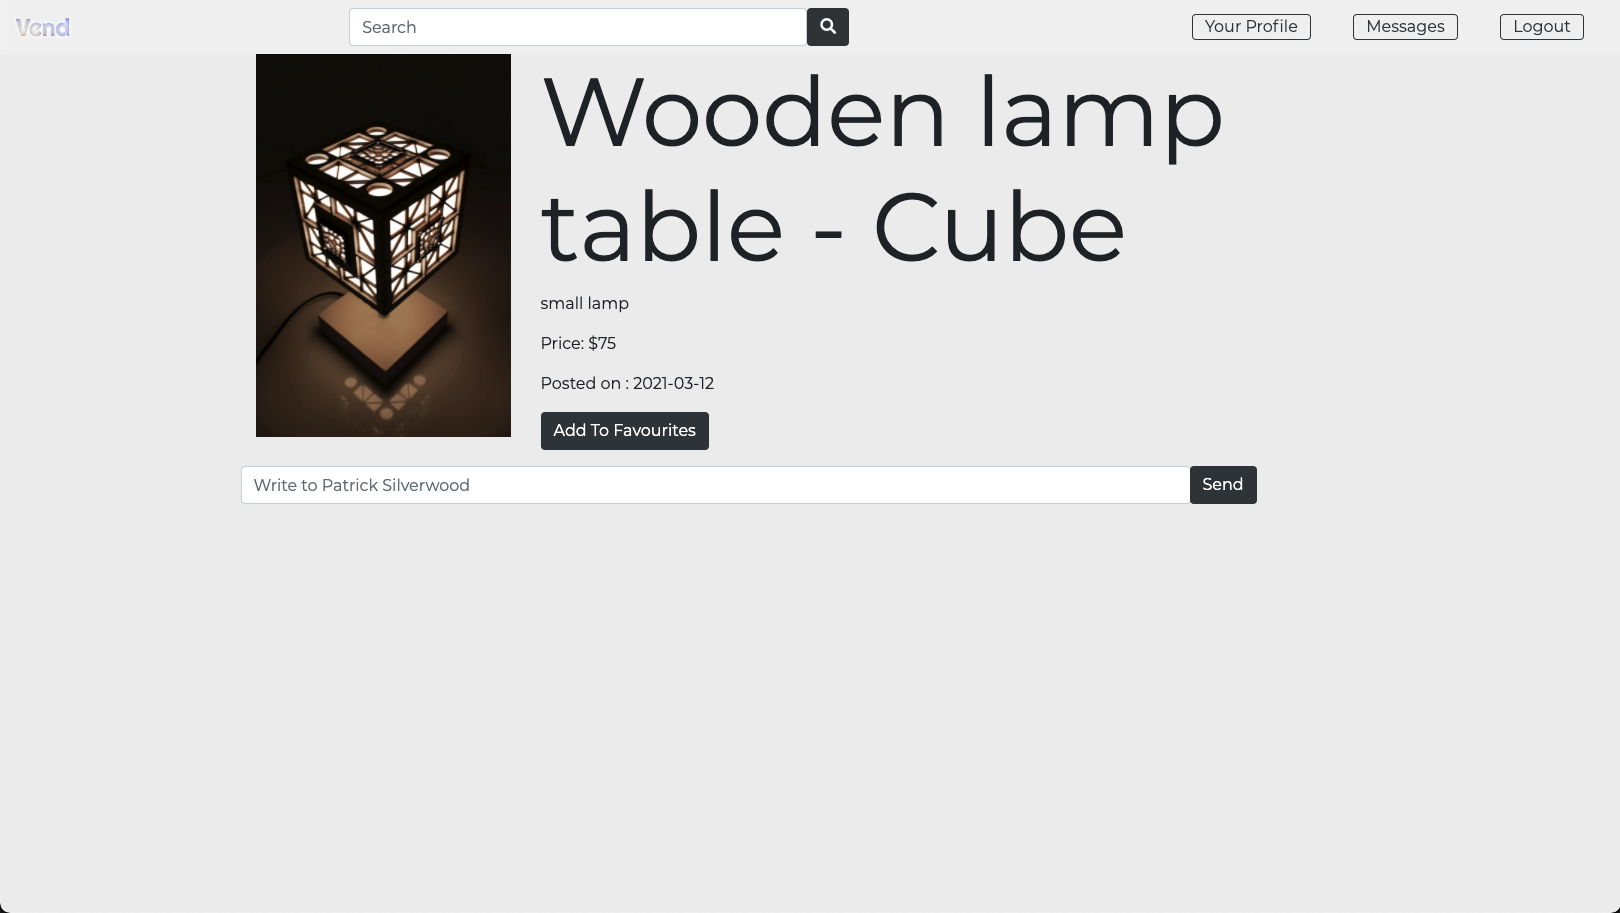 Vend
Search
Your Profile
Messages
Logout
Wooden lamp
table - Cube
small lamp
Price: $75
Posted on : 2021-03-12
Add To Favourites
Write to Patrick Silverwood
Send